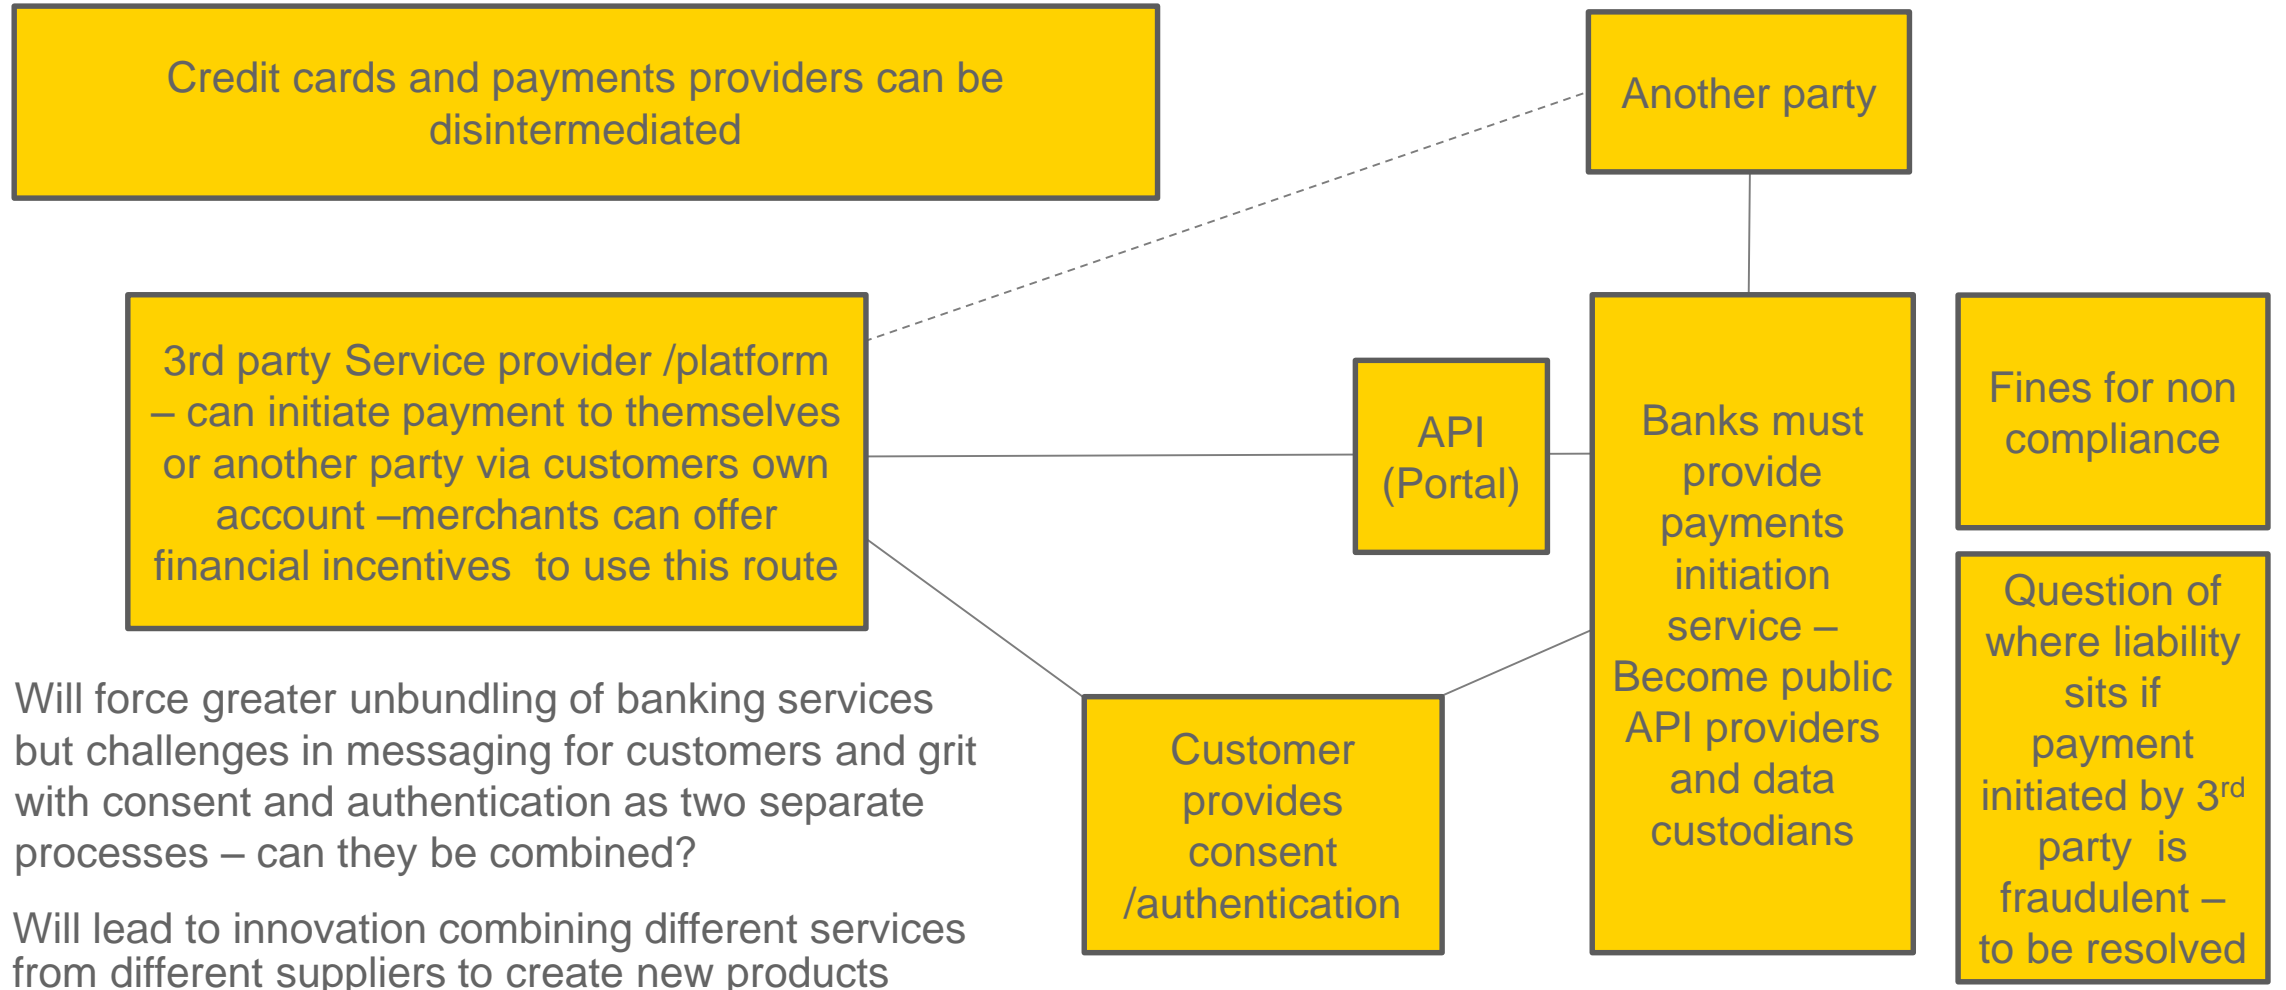 Credit cards and payments providers can be
disintermediated
Another party
3rd party Service provider /platform
– can initiate payment to themselves
or another party via customers own
account –merchants can offer
financial incentives  to use this route
API
(Portal)
Banks must
provide
payments
initiation
service –
Become public
API providers
and data
custodians
Fines for non
compliance
Question of
where liability
sits if
payment
initiated by 3rd
party  is
fraudulent –
to be resolved
Customer
provides
consent
/authentication
Will force greater unbundling of banking services
but challenges in messaging for customers and grit
with consent and authentication as two separate
processes – can they be combined?
Will lead to innovation combining different services
from different suppliers to create new products